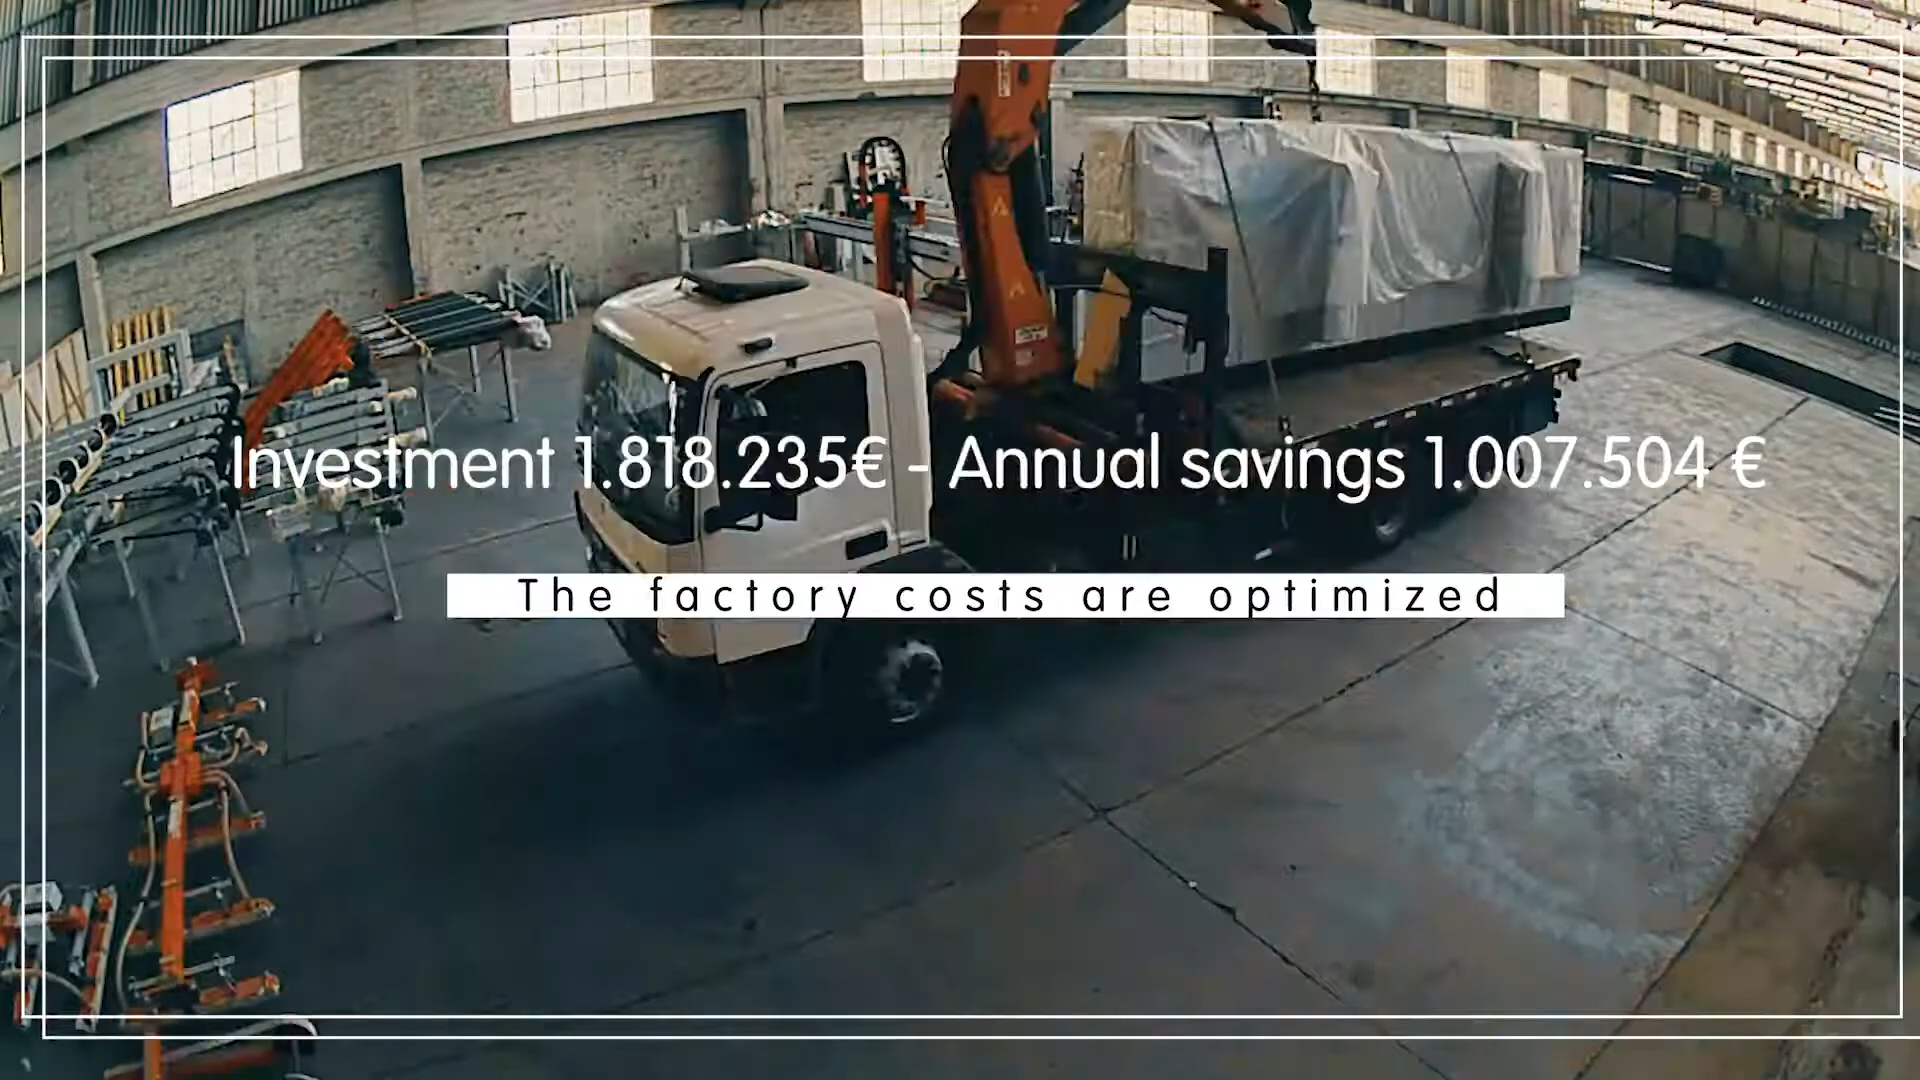 Investment 1.818.235€ - Annual savings 1.007.504 €
The factory costs are optimized